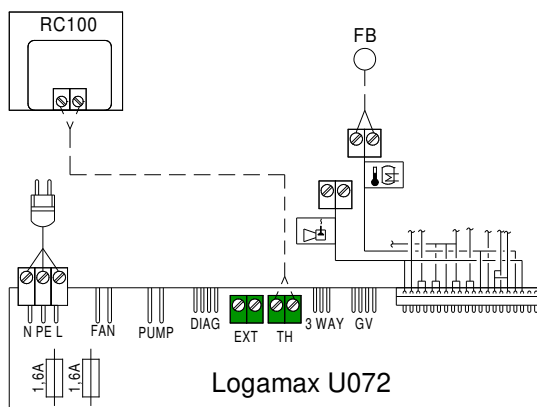 RC100
FB
N PE L
FAN
PUMP
DIAG
EXT
TH
3 WAY
GV
1,6A
1,6A
Logamax U072